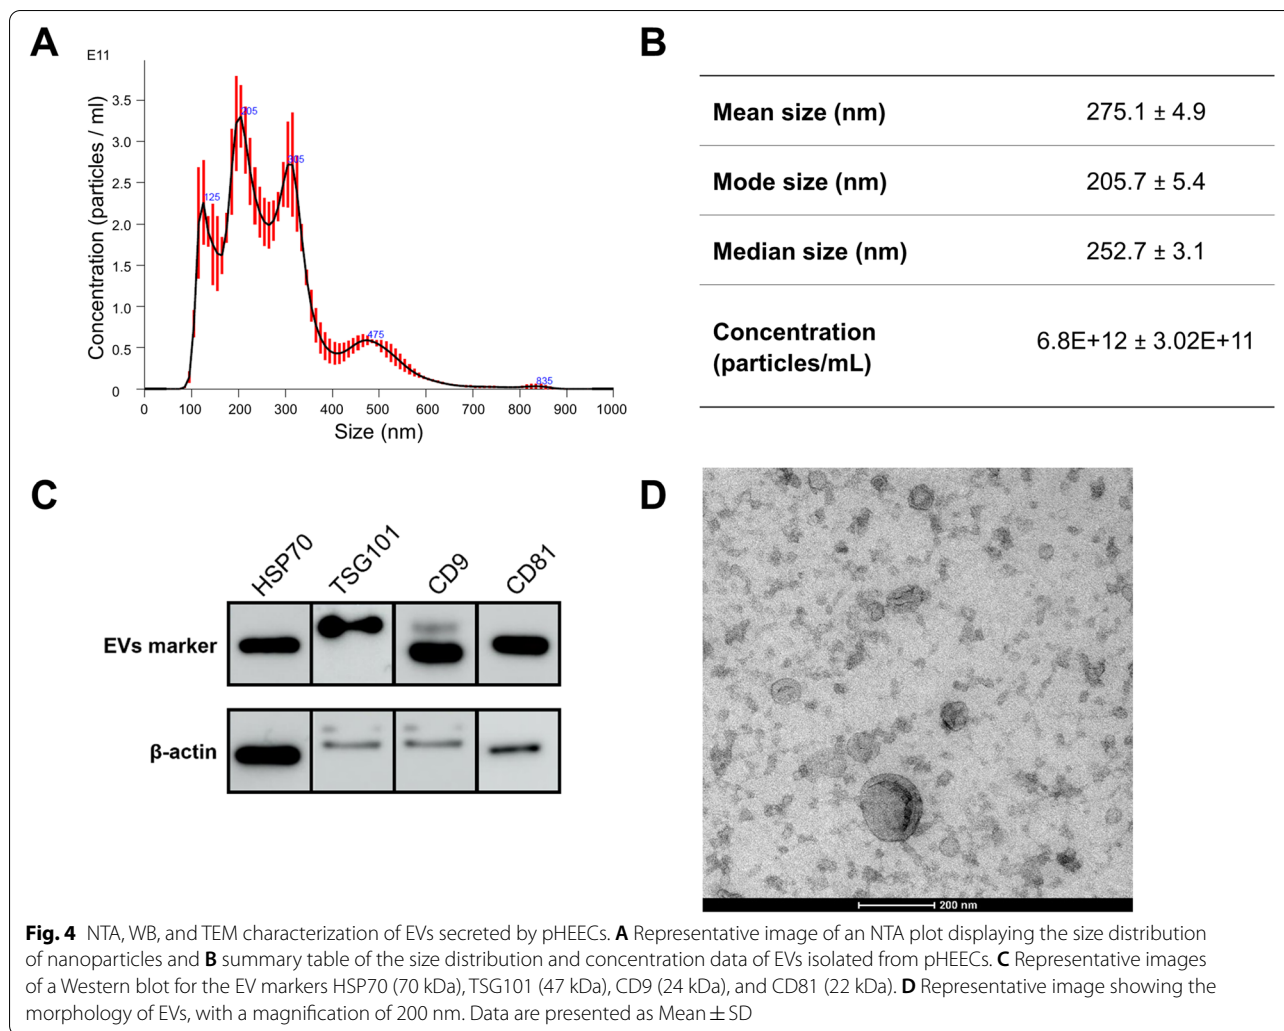 A
E11
Concentration (particles / ml)
3.5
3.0
2.5
2.0
1.5
1.0
0.5
0
125
205
305
475
835
0 100 200 300 400 500 600 700 800 900 1000
Size (nm)
B
Mean size (nm) 275.1 ± 4.9
Mode size (nm) 205.7 ± 5.4
Median size (nm) 252.7 ± 3.1
Concentration
(particles/mL) 6.8E+12 ± 3.02E+11
C
HSP70 TSG101 CD9 CD81
EVs marker
β-actin
D
200 nm
Fig. 4 NTA, WB, and TEM characterization of EVs secreted by pHEECs. A Representative image of an NTA plot displaying the size distribution
of nanoparticles and B summary table of the size distribution and concentration data of EVs isolated from pHEECs. C Representative images
of a Western blot for the EV markers HSP70 (70 kDa), TSG101 (47 kDa), CD9 (24 kDa), and CD81 (22 kDa). D Representative image showing the
morphology of EVs, with a magnification of 200 nm. Data are presented as Mean ± SD